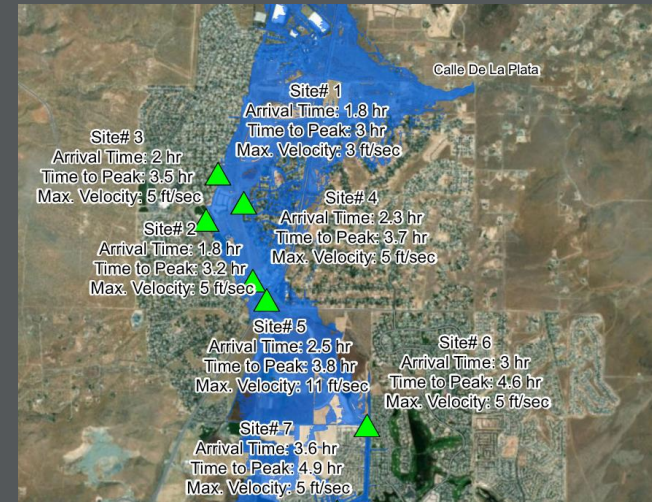 Calle De La Plata
Site# 1
Arrival Time: 1.8 hr
Time to Peak: 3 hr
Max. Velocity: 3 ft/sec
Site# 3
Arrival Time: 2 hr
Time to Peak: 3.5 hr
Max. Velocity: 5 ft/sec
Site# 4
Arrival Time: 2.3 hr
Time to Peak: 3.7 hr
Max. Velocity: 5 ft/sec
Site# 2
Arrival Time: 1.8 hr
Time to Peak: 3.2 hr
Max. Velocity: 5 ft/sec
Site# 5
Arrival Time: 2.5 hr
Time to Peak: 3.8 hr
Max. Velocity: 11 ft/sec
Site# 6
Arrival Time: 3 hr
Time to Peak: 4.6 hr
Max. Velocity: 5 ft/sec
Site# 7
Arrival Time: 3.6 hr
Time to Peak: 4.9 hr
Max. Velocity: 5 ft/sec